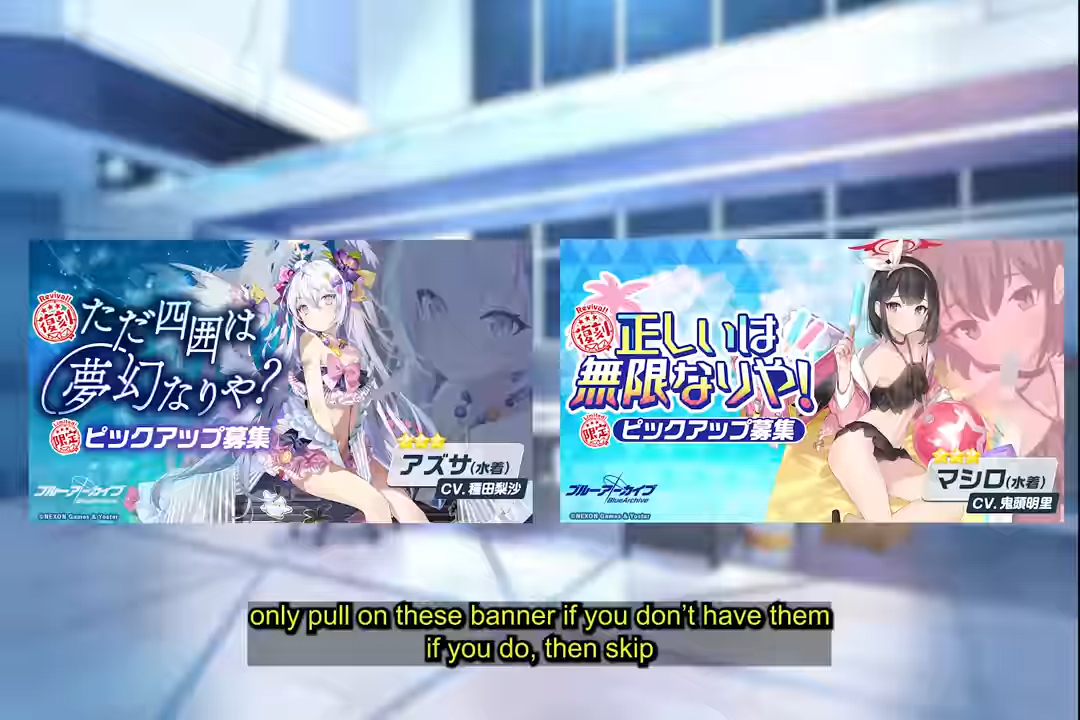 Revival!
復刻
ただ四囲は
夢幻なりや?
Limited!
限定
ピックアップ募集
アズサ(水着)
CV. 種田梨沙
ブルーアーカイブ
BlueArchive
©NEXON Games & Yostar
Revival!
復刻
正しいは
無限なりや!
Limited!
限定
ピックアップ募集
マシロ(水着)
CV. 鬼頭明里
ブルーアーカイブ
BlueArchive
©NEXON Games & Yostar
only pull on these banner if you don't have them
if you do, then skip